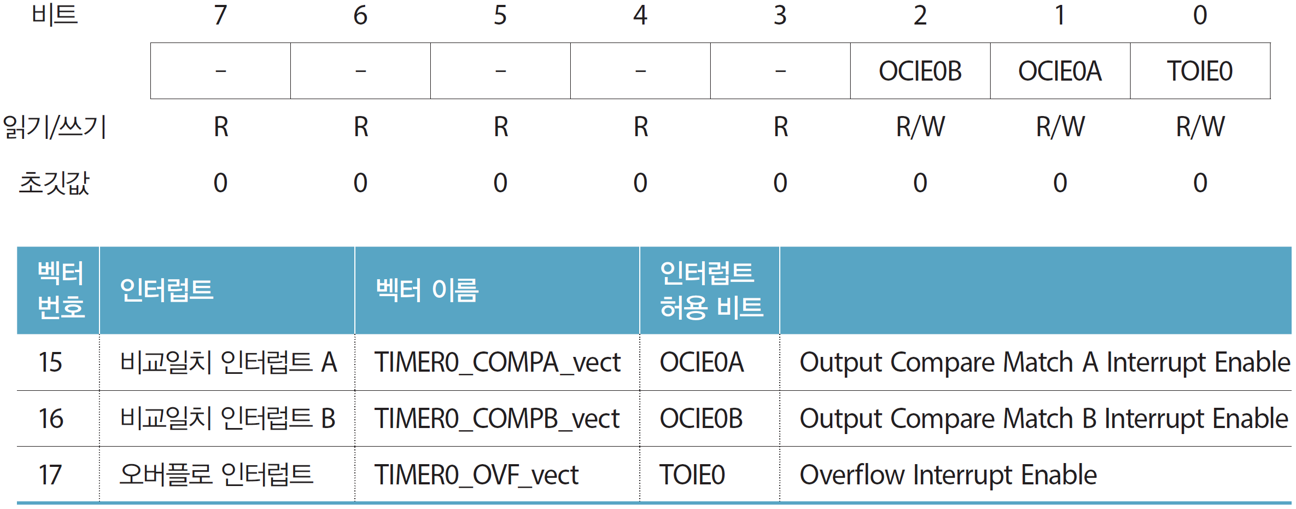 비트 7 6 5 4 3 2 1 0
– – – – – OCIE0B OCIE0A TOIE0
읽기/쓰기 R R R R R R/W R/W R/W
초깃값 0 0 0 0 0 0 0 0
벡터 번호 인터럽트 벡터 이름 인터럽트 허용 비트
15 비교일치 인터럽트 A TIMER0_COMPA_vect OCIE0A Output Compare Match A Interrupt Enable
16 비교일치 인터럽트 B TIMER0_COMPB_vect OCIE0B Output Compare Match B Interrupt Enable
17 오버플로 인터럽트 TIMER0_OVF_vect TOIE0 Overflow Interrupt Enable